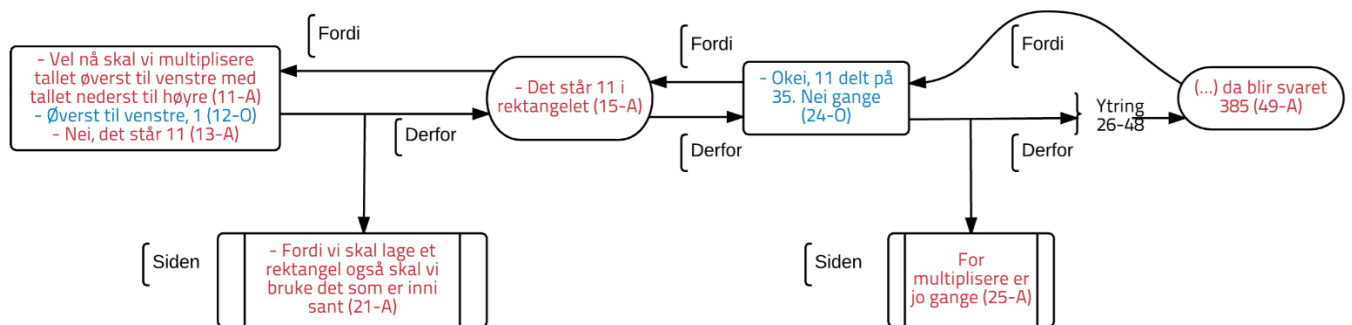 Fordi
Fordi
Fordi
- Vel nå skal vi multiplisere
tallet øverst til venstre med
tallet nederst til høyre (11-A)
- Øverst til venstre, 1 (12-O)
- Nei, det står 11 (13-A)
- Det står 11 i
rektangelet (15-A)
- Okei, 11 delt på
35. Nei gange
(24-O)
Ytring
26-48
(...) da blir svaret
385 (49-A)
Derfor
Derfor
Derfor
Siden
- Fordi vi skal lage et
rektangel også skal vi
bruke det som er inni
sant (21-A)
Siden
For
multiplisere er
jo gange (25-A)